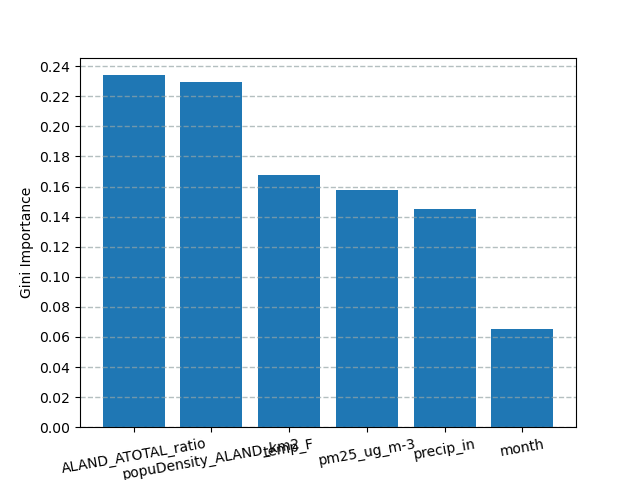 0.24
0.22
0.20
0.18
0.16
0.14
0.12
0.10
0.08
0.06
0.04
0.02
0.00
Gini Importance
ALAND_ATOTAL_ratio
popuDensity_ALAND_km2
temp_F
pm25_ug_m-3
precip_in
month